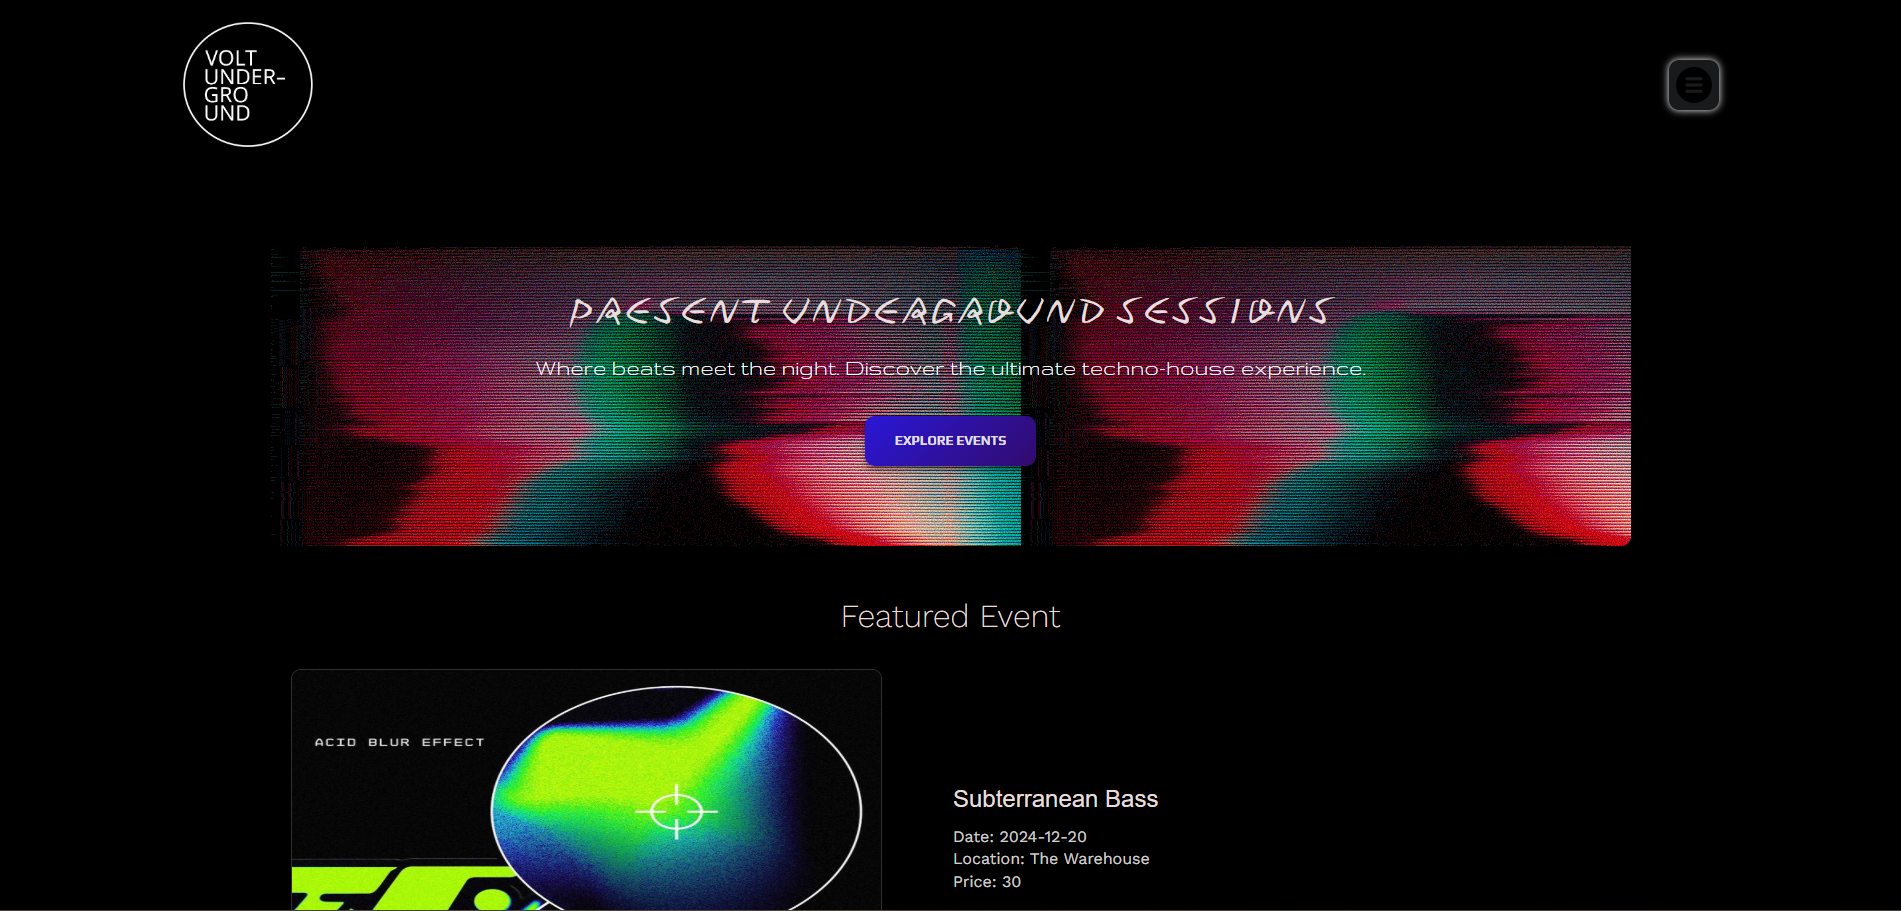 VOLT
UNDER-
GRO
UND
PRESENT UNDERGROUND SESSIONS
Where beats meet the night. Discover the ultimate techno-house experience.
EXPLORE EVENTS
Featured Event
ACID BLUR EFFECT
Subterranean Bass
Date: 2024-12-20
Location: The Warehouse
Price: 30